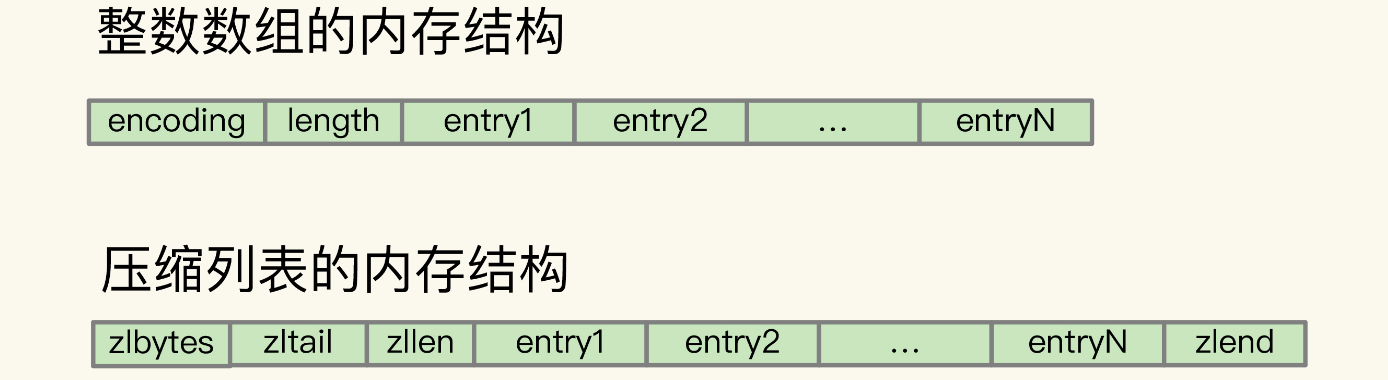 整数数组的内存结构
encoding length entry1 entry2 ... entryN
压缩列表的内存结构
zlbytes zltail zllen entry1 entry2 ... entryN zlend